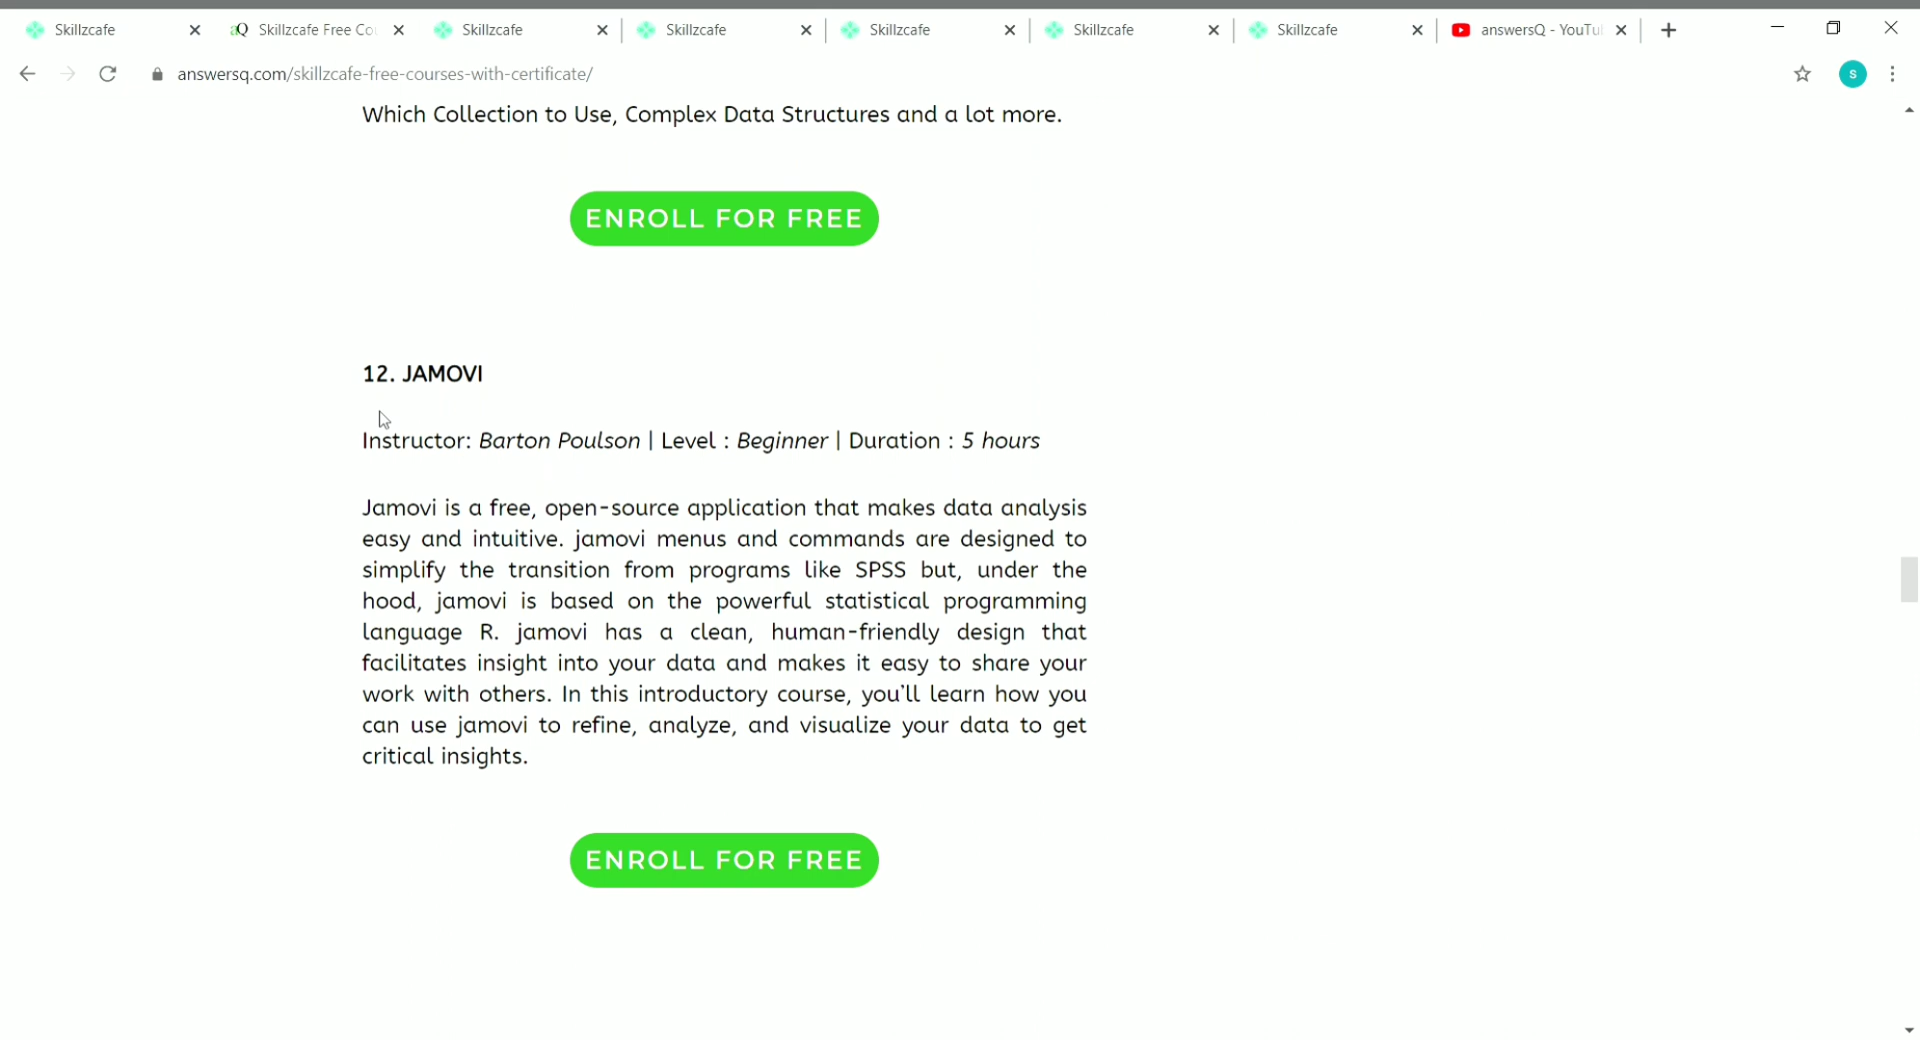 Skillzcafe
aQ Skillzcafe Free Cou
Skillzcafe
Skillzcafe
Skillzcafe
Skillzcafe
Skillzcafe
answersQ - YouTu
answersq.com/skillzcafe-free-courses-with-certificate/
S
Which Collection to Use, Complex Data Structures and a lot more.
ENROLL FOR FREE
12. JAMOVI
Instructor: Barton Poulson | Level : Beginner | Duration : 5 hours
Jamovi is a free, open-source application that makes data analysis
easy and intuitive. jamovi menus and commands are designed to
simplify the transition from programs like SPSS but, under the
hood, jamovi is based on the powerful statistical programming
language R. jamovi has a clean, human-friendly design that
facilitates insight into your data and makes it easy to share your
work with others. In this introductory course, you'll learn how you
can use jamovi to refine, analyze, and visualize your data to get
critical insights.
ENROLL FOR FREE